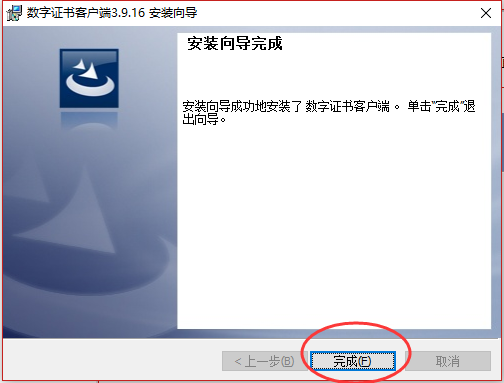 数字证书客户端3.9.16 安装向导
安装向导完成
安装向导成功地安装了 数字证书客户端 。 单击"完成"退
出向导。
< 上一步(B)
完成(F)
取消